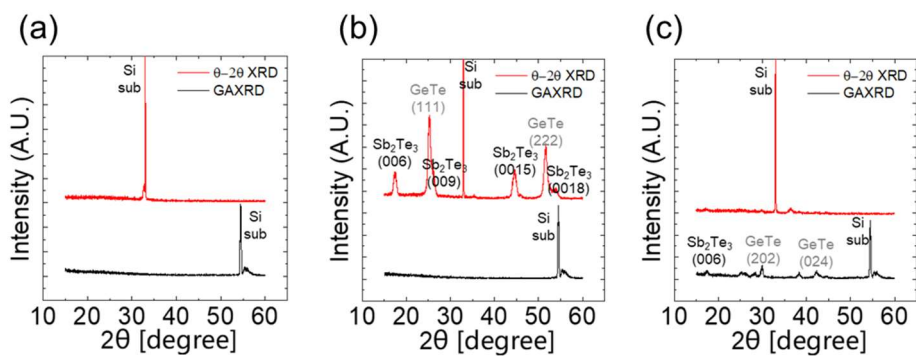 (a)
Intensity (A.U.)
Si
sub
θ−2θ XRD
GAXRD
Si
sub
10 20 30 40 50 60
2θ [degree]
(b)
Intensity (A.U.)
Si
sub
θ−2θ XRD
GAXRD
GeTe
(111)
GeTe
(222)
Sb₂Te₃
(006)
Sb₂Te₃
(009)
Sb₂Te₃
(0015)
Sb₂Te₃
(0018)
Si
sub
10 20 30 40 50 60
2θ [degree]
(c)
Intensity (A.U.)
Si
sub
θ−2θ XRD
GAXRD
Sb₂Te₃
(006)
GeTe
(202)
GeTe
(024)
Si
sub
10 20 30 40 50 60
2θ [degree]